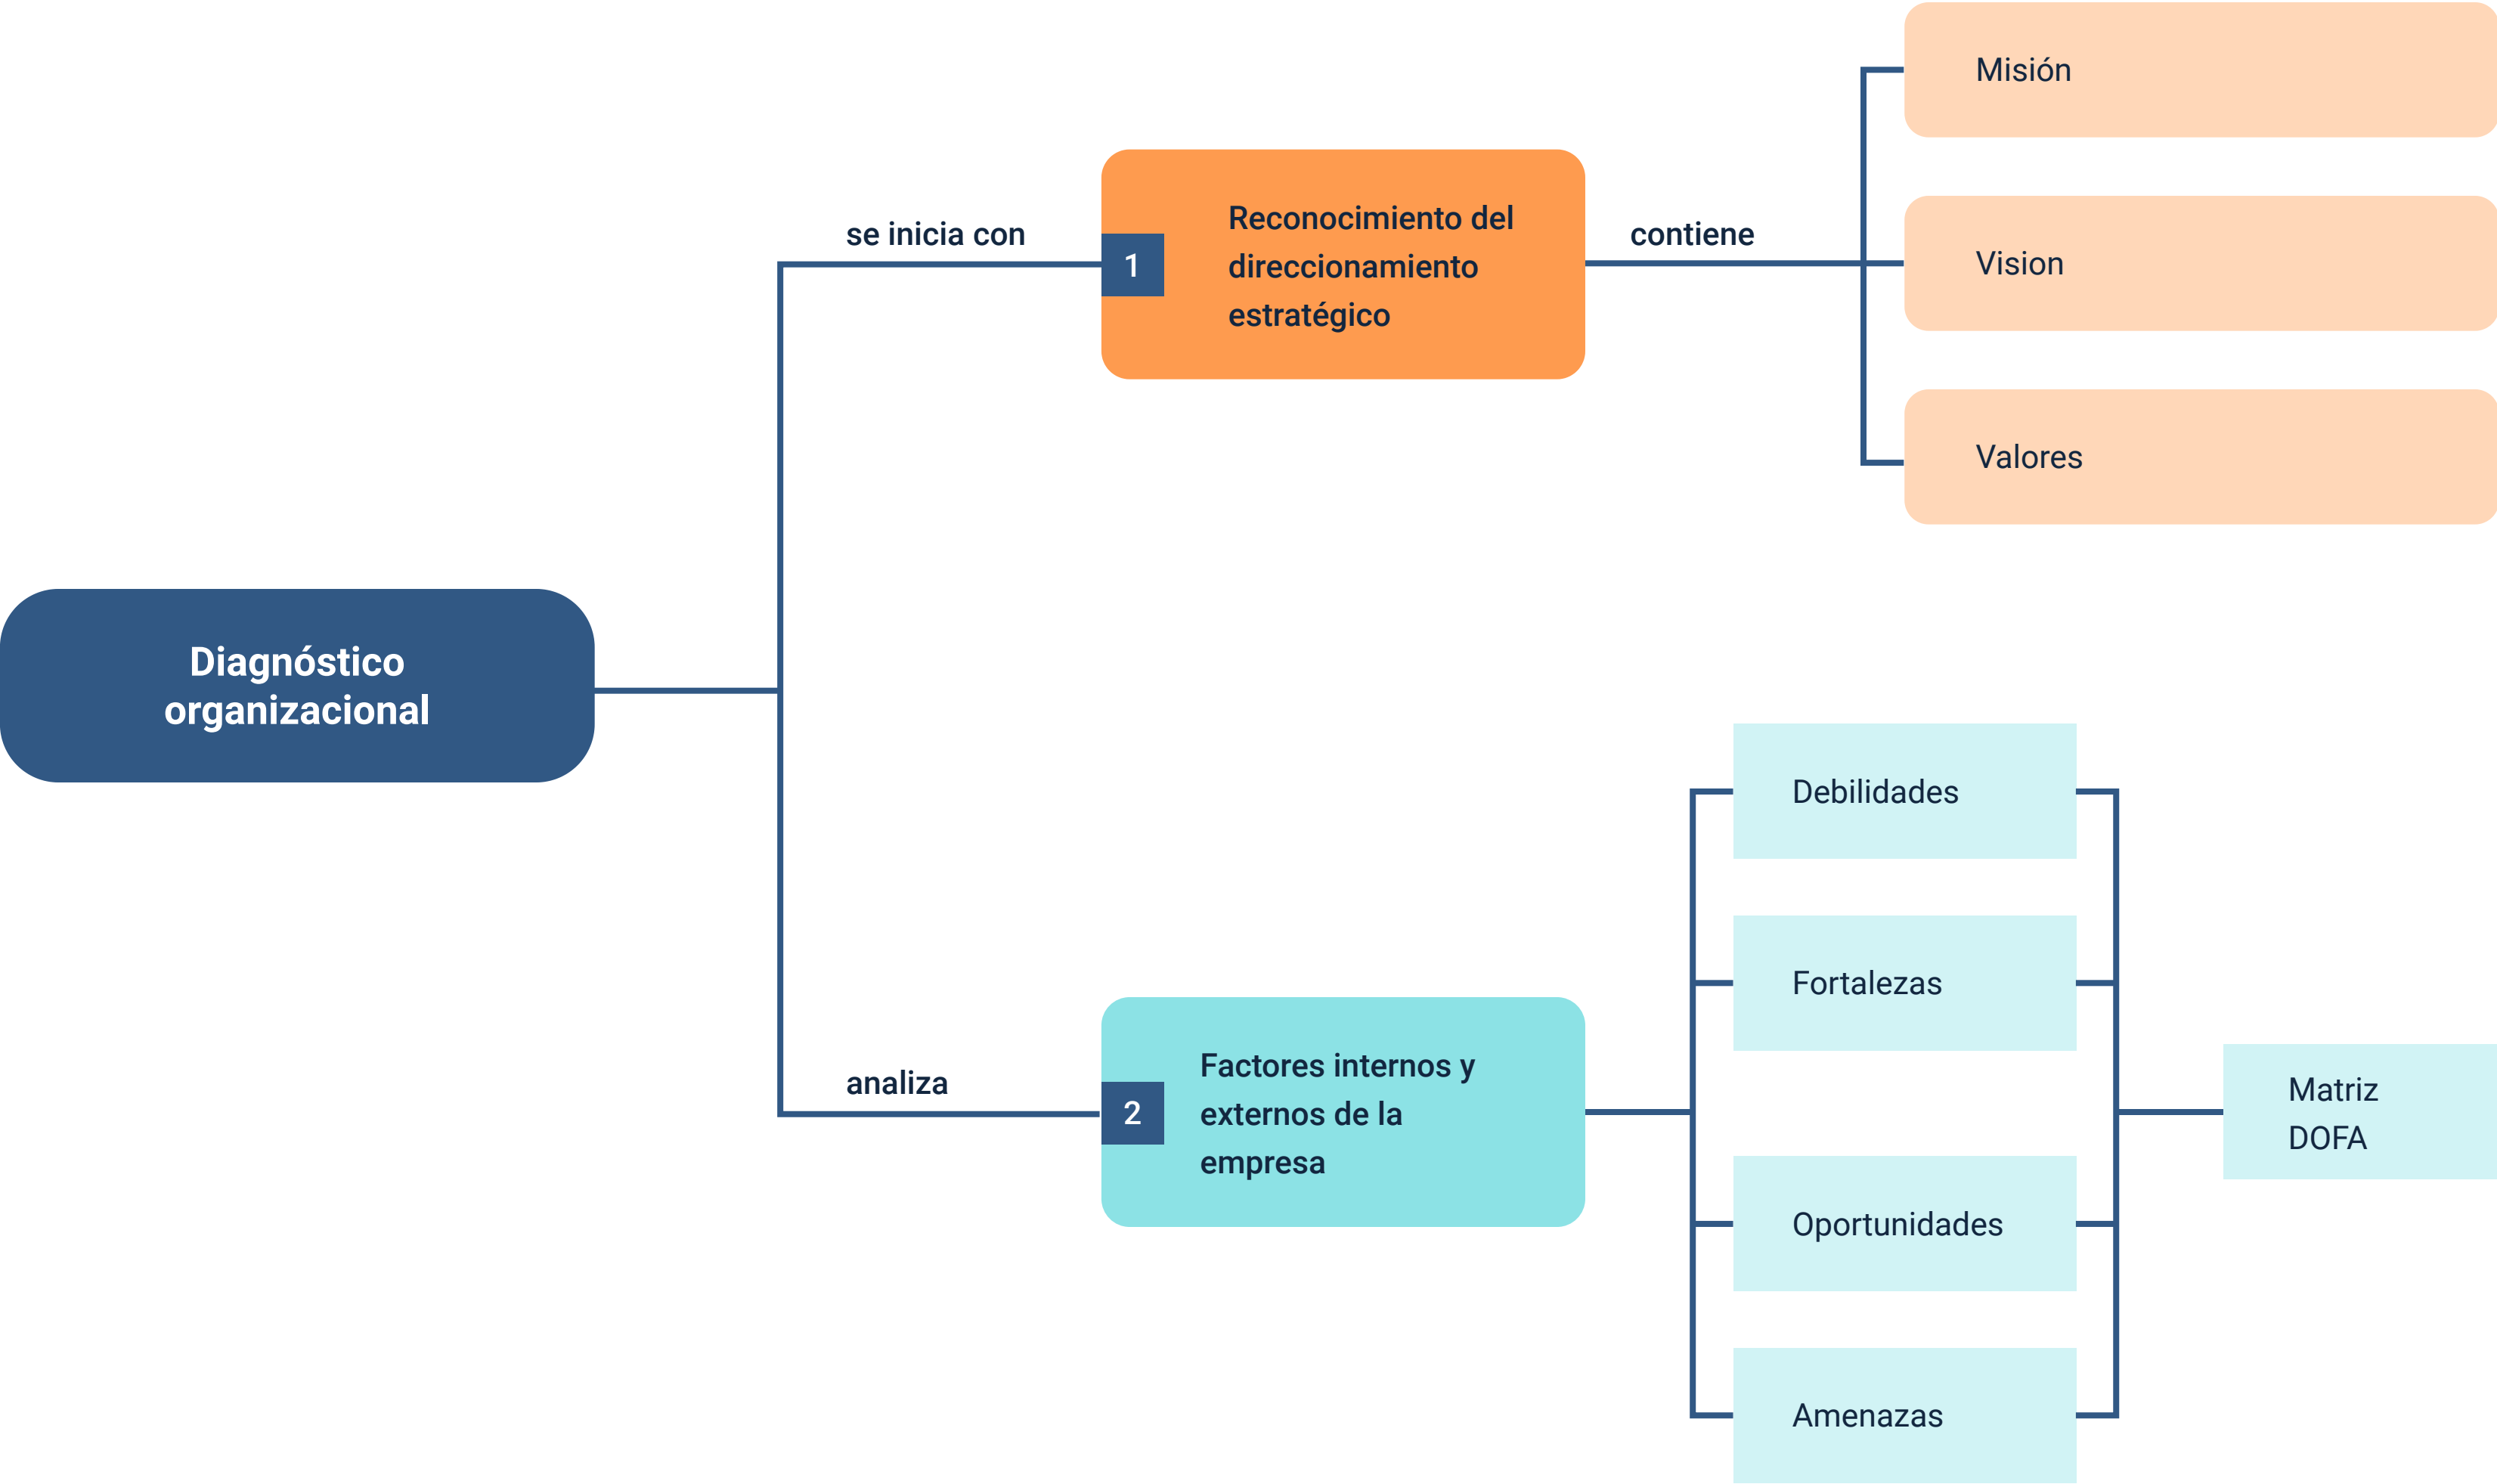 Diagnóstico
organizacional
se inicia con
1
Reconocimiento del
direccionamiento
estratégico
contiene
Misión
Vision
Valores
analiza
2
Factores internos y
externos de la
empresa
Debilidades
Fortalezas
Oportunidades
Amenazas
Matriz
DOFA